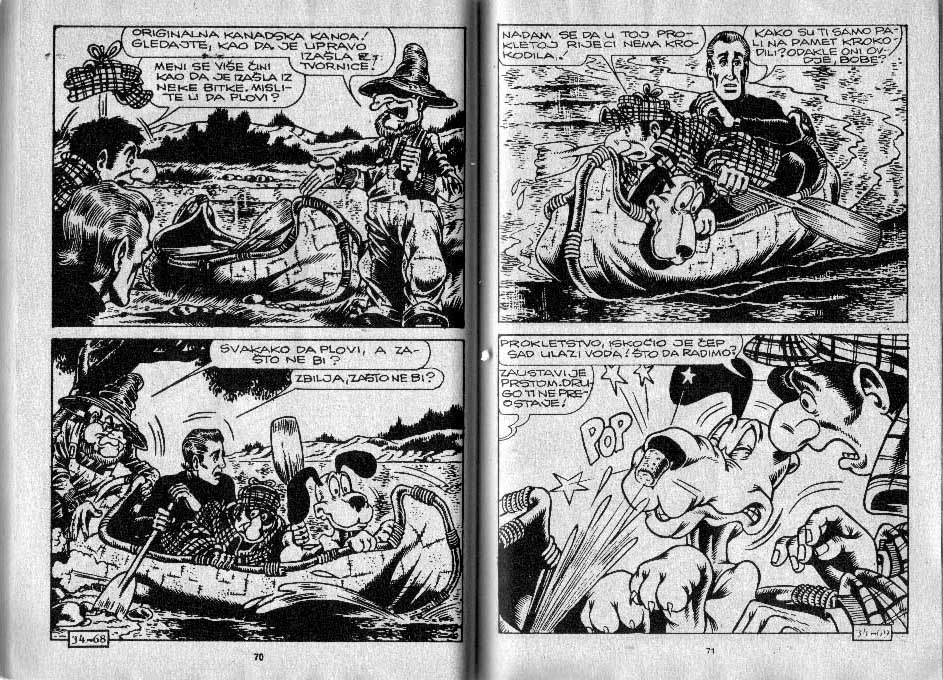 ORIGINALNA KANADSKA KANOA!
GLEDAJTE, KAO DA JE UPRAVO
IZAŠLA IZ
TVORNICE!
MENI SE VIŠE ČINI
KAO DA JE IZAŠLA IZ
NEKE BITKE. MISLI-
TE LI DA PLOVI?
SVAKAKO DA PLOVI, A ZA-
ŠTO NE BI?
ZBILJA, ZAŠTO NE BI?
34-68
70
NADAM SE DA U TOJ PRO-
KLETOJ RIJECI NEMA KRO-
KODILA..
KAKO SU TI SAMO PA-
LI NA PAMET KROKO-
DILI? ODAKLE ONI OV-
DJE, BOBE?
PROKLETSTVO, ISKOČIO JE ČEP
SAD ULAZI VODA! ŠTO DA RADIMO?
ZAUSTAVI JE
PRSTOM. DRU-
GO TI NE PRE-
OSTAJE!
POP
34-69
71